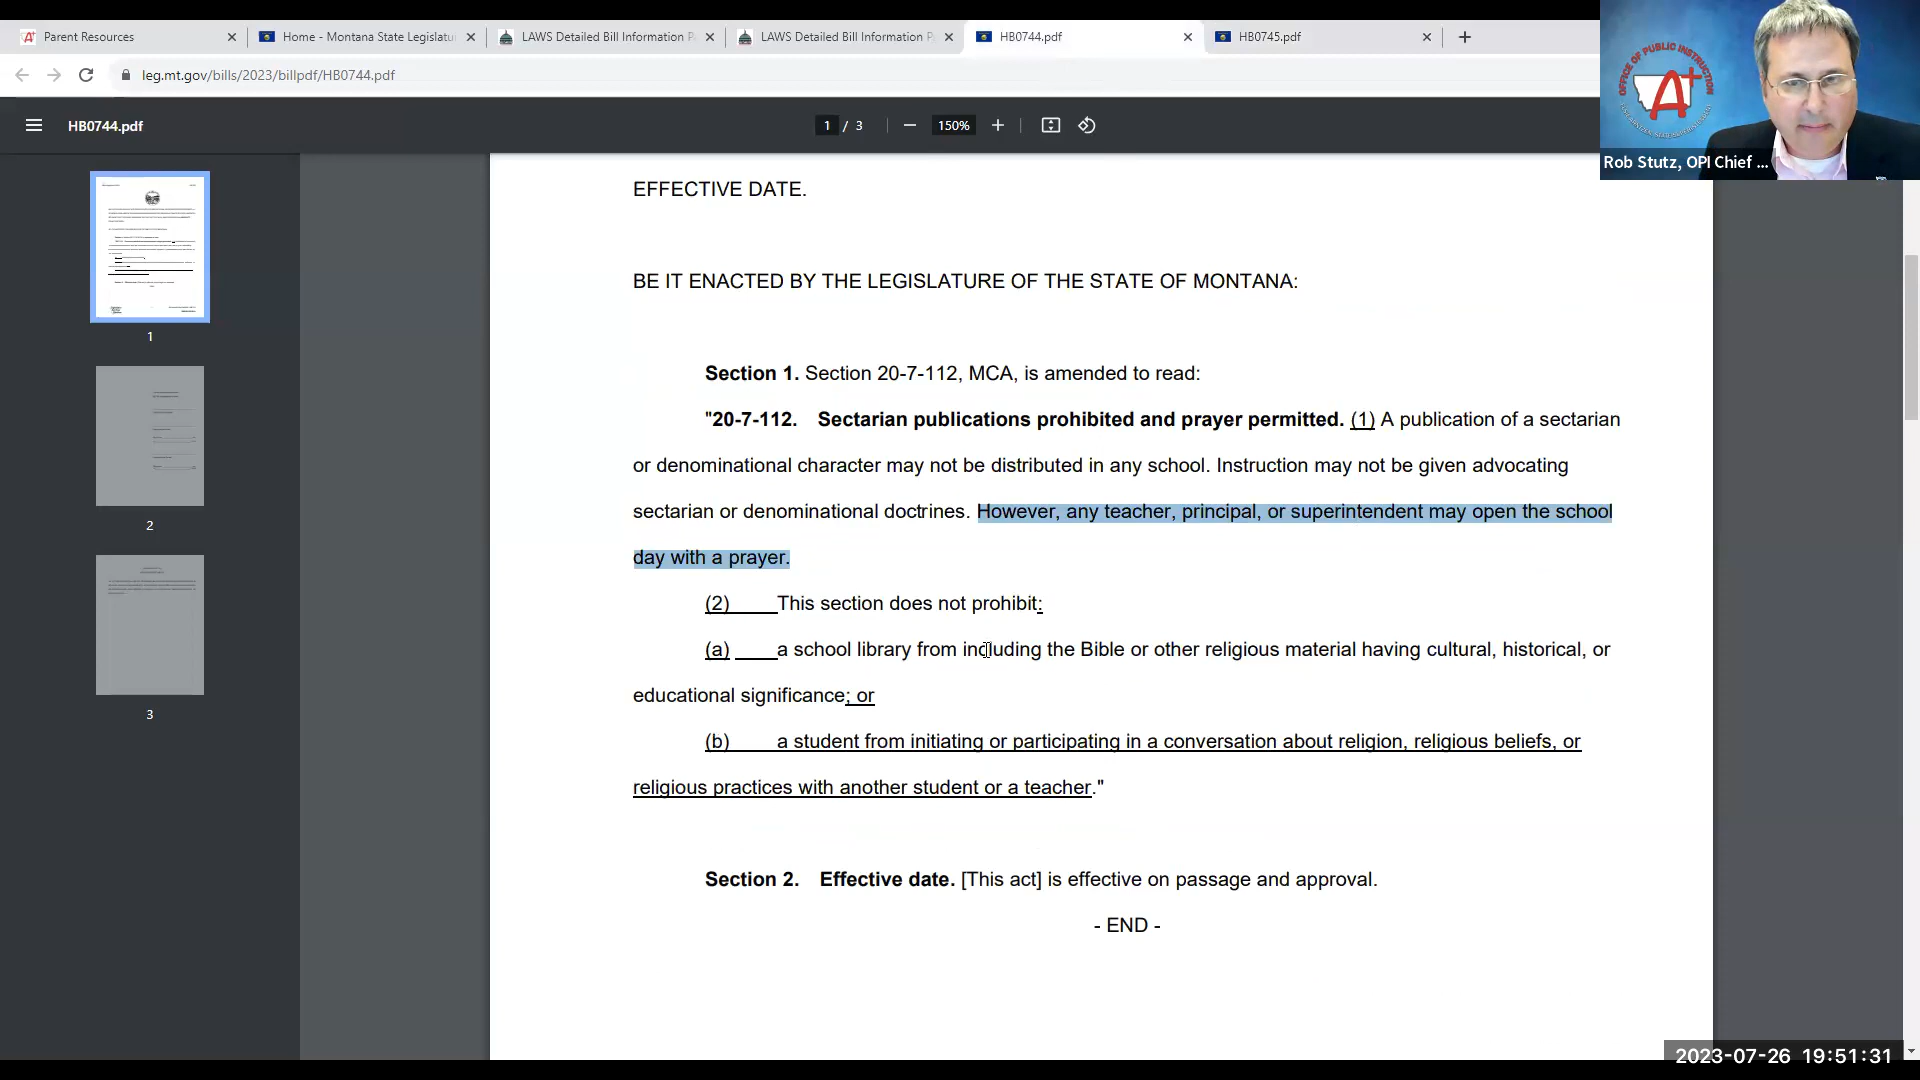 Parent Resources
Home - Montana State Legislatu
LAWS Detailed Bill Information P
LAWS Detailed Bill Information P
HB0744.pdf
HB0745.pdf
leg.mt.gov/bills/2023/billpdf/HB0744.pdf
HB0744.pdf
1 / 3
150%
OFFICE OF PUBLIC INSTRUCTION
A+
Rob Stutz, OPI Chief ...
1
2
3
EFFECTIVE DATE.
BE IT ENACTED BY THE LEGISLATURE OF THE STATE OF MONTANA:
Section 1. Section 20-7-112, MCA, is amended to read:
"20-7-112. Sectarian publications prohibited and prayer permitted. (1) A publication of a sectarian
or denominational character may not be distributed in any school. Instruction may not be given advocating
sectarian or denominational doctrines. However, any teacher, principal, or superintendent may open the school
day with a prayer.
(2) This section does not prohibit:
(a) a school library from including the Bible or other religious material having cultural, historical, or
educational significance; or
(b) a student from initiating or participating in a conversation about religion, religious beliefs, or
religious practices with another student or a teacher."
Section 2. Effective date. [This act] is effective on passage and approval.
- END -
2023-07-26 19:51:31